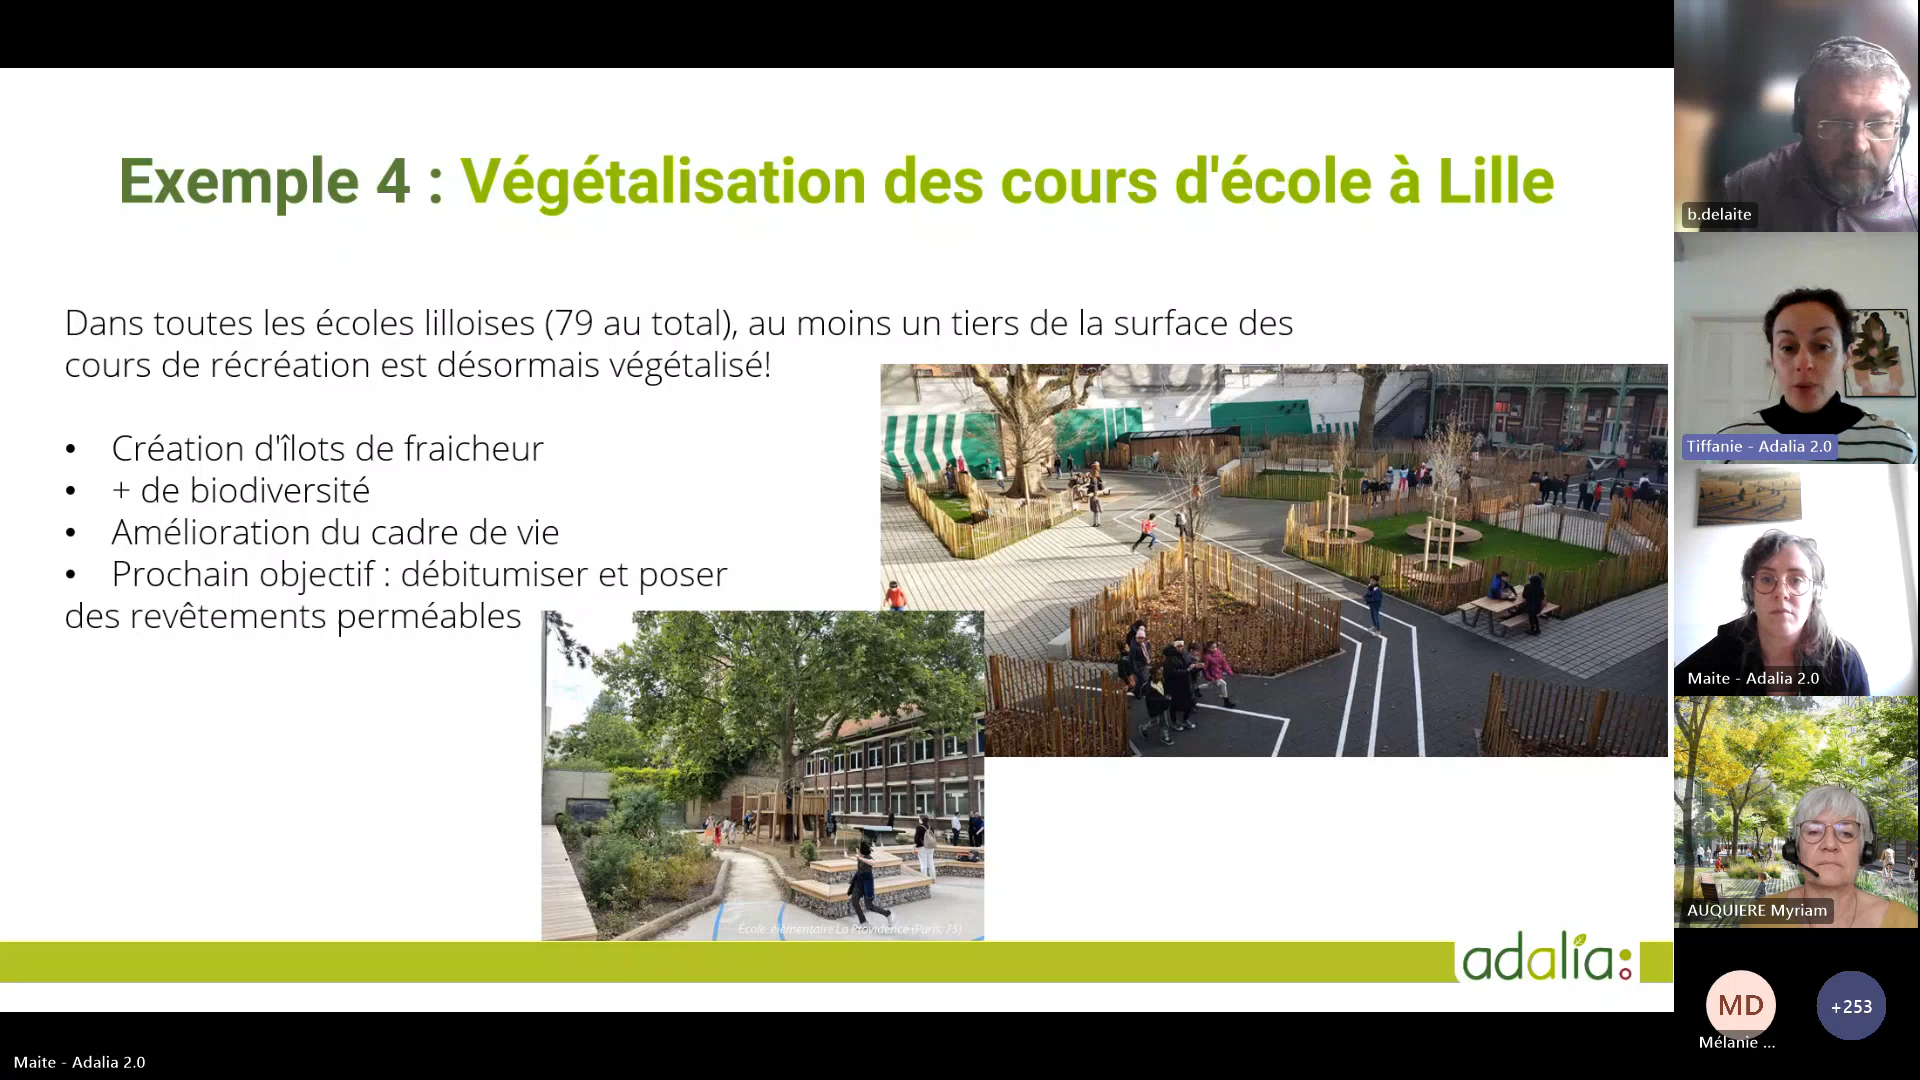 Exemple 4 : Végétalisation des cours d'école à Lille
Dans toutes les écoles lilloises (79 au total), au moins un tiers de la surface des
cours de récréation est désormais végétalisé!
• Création d'îlots de fraicheur
• + de biodiversité
• Amélioration du cadre de vie
• Prochain objectif : débitumiser et poser
des revêtements perméables
Ecole élémentaire La Providence (Paris, 75)
adalia:
b.delaite
Tiffanie - Adalia 2.0
Maite - Adalia 2.0
AUQUIERE Myriam
MD
+253
Mélanie ...
Maite - Adalia 2.0